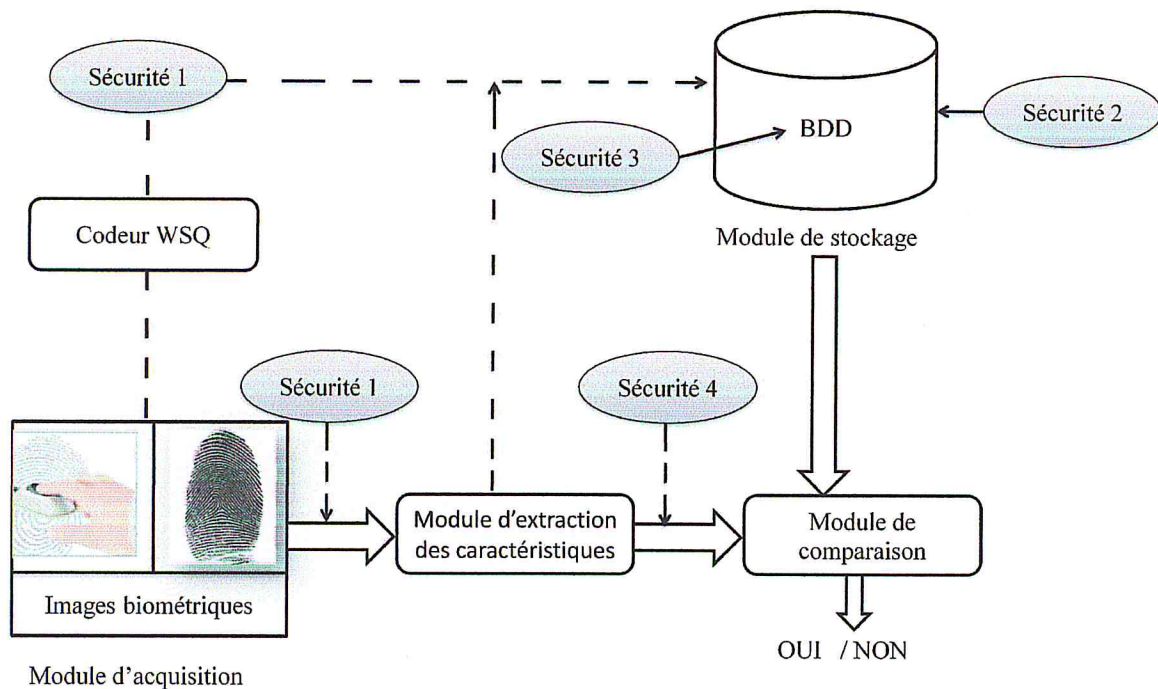 Sécurité 1
BDD
Sécurité 2
Sécurité 3
Codeur WSQ
Module de stockage
Sécurité 1
Sécurité 4
Module d’extraction
des caractéristiques
Module de
comparaison
Images biométriques
OUI / NON
Module d’acquisition